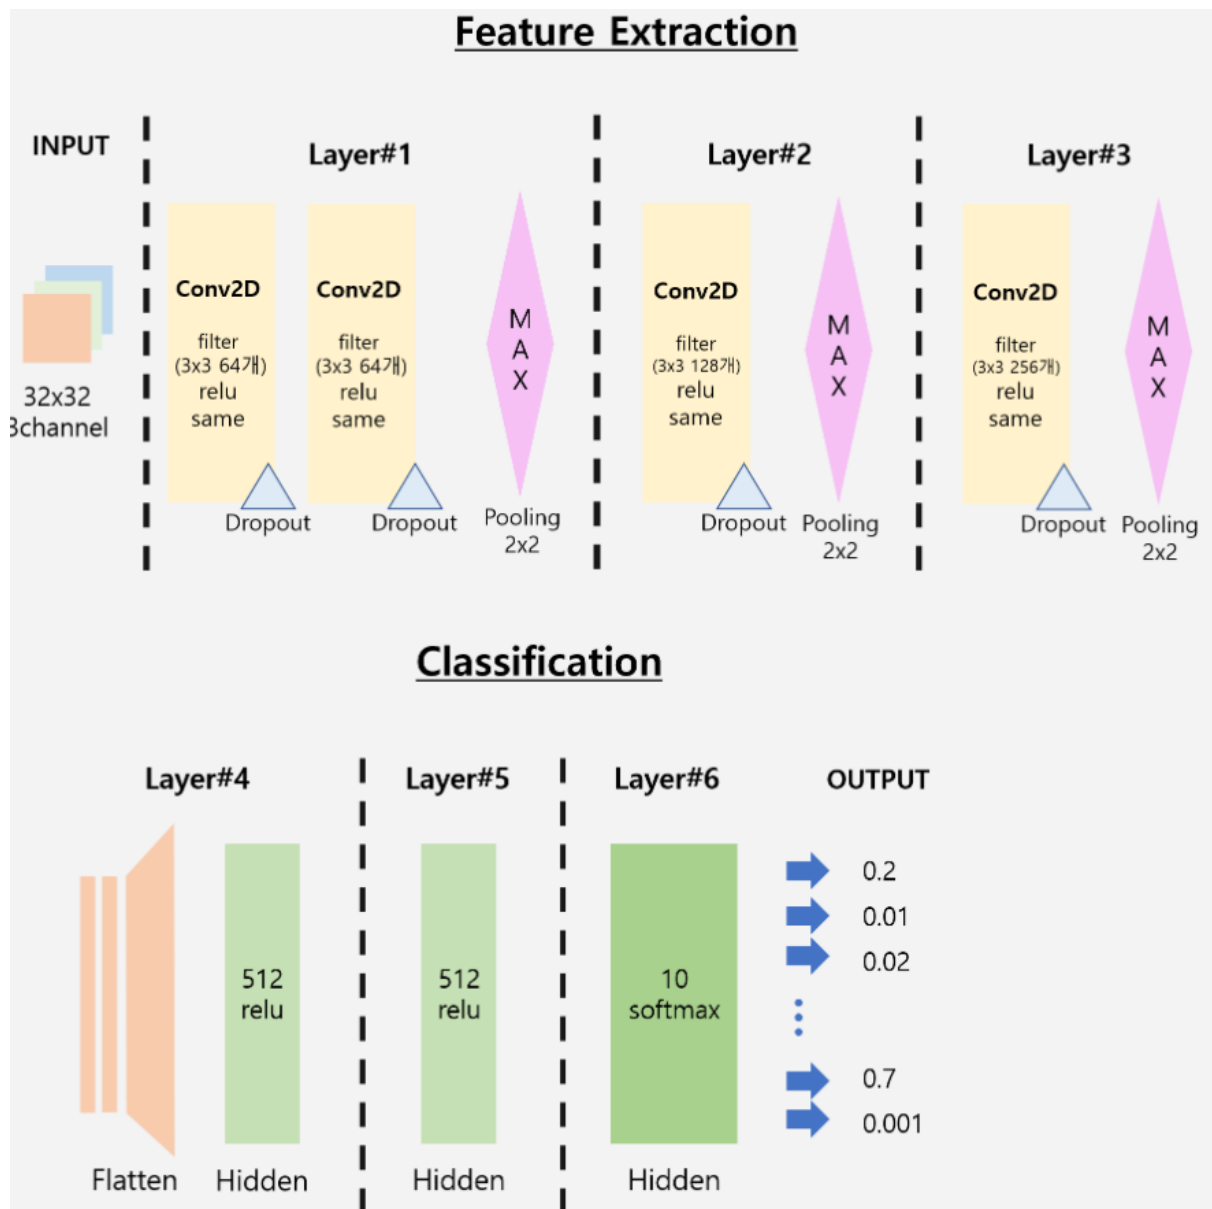 Feature Extraction
INPUT
Layer#1
Layer#2
Layer#3
32x32
3channel
Conv2D
filter
(3x3 64개)
relu
same
Dropout
Conv2D
filter
(3x3 64개)
relu
same
Dropout
M
A
X
Pooling
2x2
Conv2D
filter
(3x3 128개)
relu
same
Dropout
M
A
X
Pooling
2x2
Conv2D
filter
(3x3 256개)
relu
same
Dropout
M
A
X
Pooling
2x2
Classification
Layer#4
Layer#5
Layer#6
OUTPUT
Flatten
512
relu
Hidden
512
relu
Hidden
10
softmax
Hidden
0.2
0.01
0.02
0.7
0.001